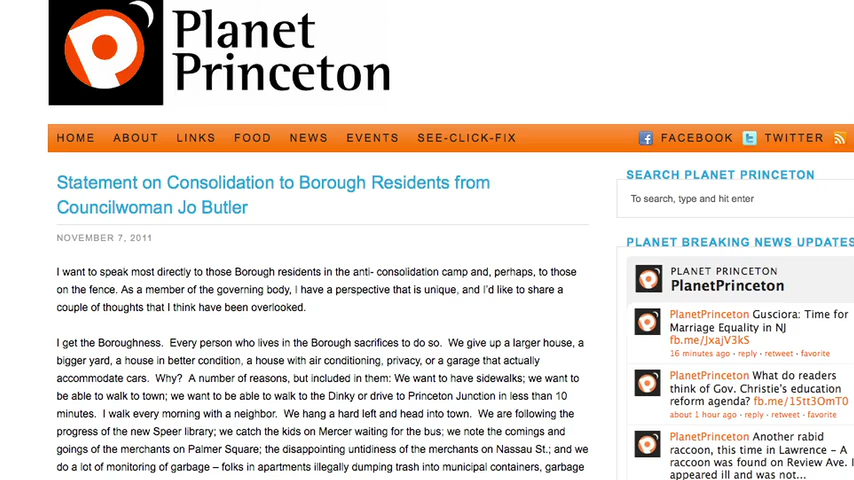 Planet
Princeton
HOME ABOUT LINKS FOOD NEWS EVENTS SEE-CLICK-FIX FACEBOOK TWITTER
Statement on Consolidation to Borough Residents from
Councilwoman Jo Butler
NOVEMBER 7, 2011
I want to speak most directly to those Borough residents in the anti- consolidation camp and, perhaps, to those
on the fence. As a member of the governing body, I have a perspective that is unique, and I'd like to share a
couple of thoughts that I think have been overlooked.
I get the Boroughness. Every person who lives in the Borough sacrifices to do so. We give up a larger house, a
bigger yard, a house in better condition, a house with air conditioning, privacy, or a garage that actually
accommodates cars. Why? A number of reasons, but included in them: We want to have sidewalks; we want to
be able to walk to town; we want to be able to walk to the Dinky or drive to Princeton Junction in less than 10
minutes. I walk every morning with a neighbor. We hang a hard left and head into town. We are following the
progress of the new Speer library; we catch the kids on Mercer waiting for the bus; we note the comings and
goings of the merchants on Palmer Square; the disappointing untidiness of the merchants on Nassau St.; and we
do a lot of monitoring of garbage – folks in apartments illegally dumping trash into municipal containers, garbage
SEARCH PLANET PRINCETON
To search, type and hit enter
PLANET BREAKING NEWS UPDATES
PLANET PRINCETON
PlanetPrinceton
PlanetPrinceton Gusciora: Time for
Marriage Equality in NJ
fb.me/JxajV3kS
16 minutes ago · reply · retweet · favorite
PlanetPrinceton What do readers
think of Gov. Christie's education
reform agenda? fb.me/15tt3OmT0
about 1 hour ago · reply · retweet · favorite
PlanetPrinceton Another rabid
raccoon, this time in Lawrence – A
raccoon was found on Review Ave. I
appeared ill and was not...